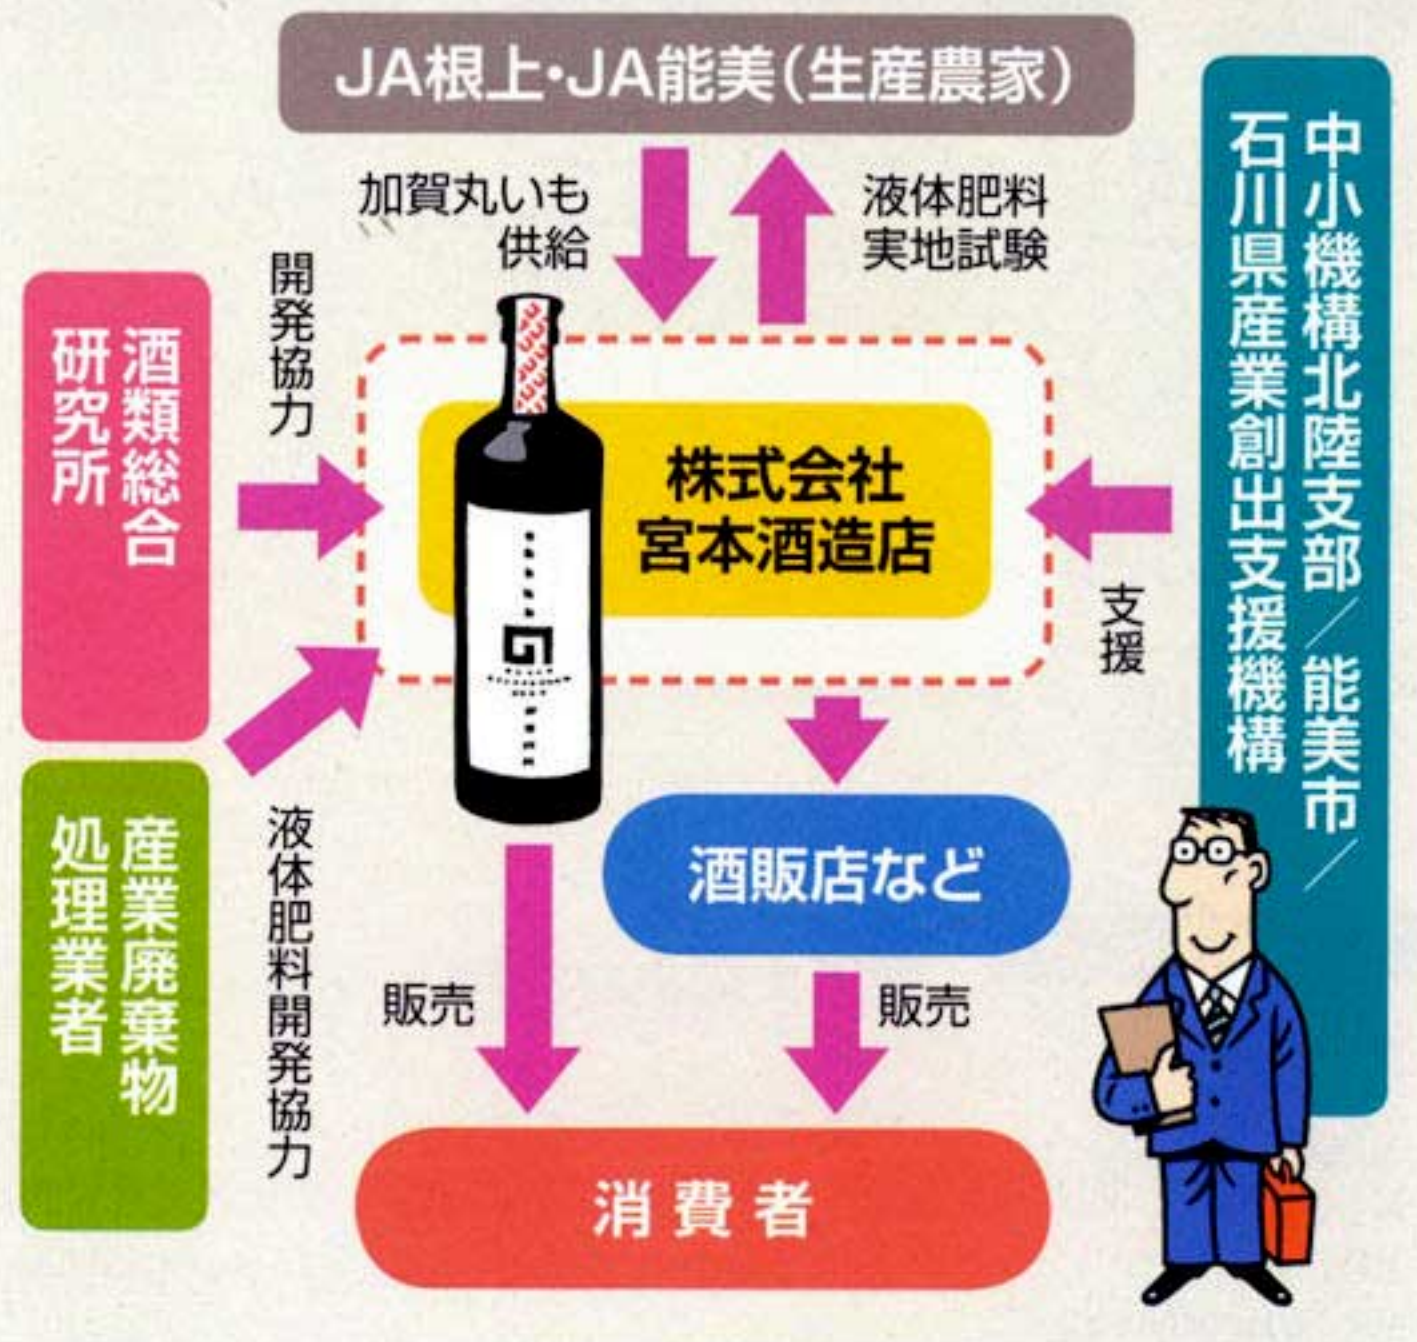 JA根上・JA能美(生産農家)
加賀丸いも
供給
液体肥料
実地試験
中小機構北陸支部／能美市／
石川県産業創出支援機構
酒類総合
研究所
開発協力
株式会社
宮本酒造店
支援
産業廃棄物
処理業者
液体肥料開発協力
酒販店など
販売
販売
消費者